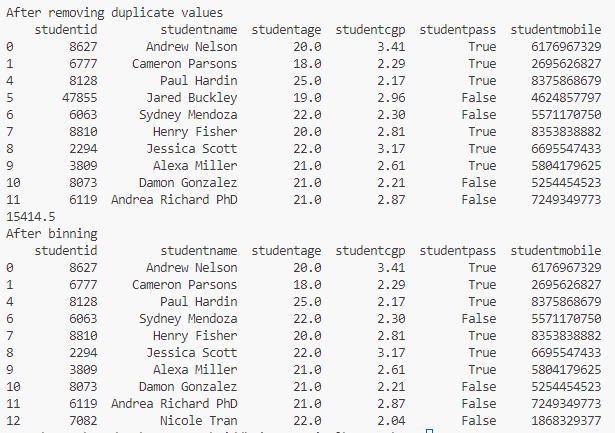 After removing duplicate values
studentid studentname studentage studentcgp studentpass studentmobile
0 8627 Andrew Nelson 20.0 3.41 True 6176967329
1 6777 Cameron Parsons 18.0 2.29 True 2695626827
4 8128 Paul Hardin 25.0 2.17 True 8375868679
5 47855 Jared Buckley 19.0 2.96 False 4624857797
6 6063 Sydney Mendoza 22.0 2.30 False 5571170750
7 8810 Henry Fisher 20.0 2.81 True 8353838882
8 2294 Jessica Scott 22.0 3.17 True 6695547433
9 3809 Alexa Miller 21.0 2.61 True 5804179625
10 8073 Damon Gonzalez 21.0 2.21 False 5254454523
11 6119 Andrea Richard PhD 21.0 2.87 False 7249349773
15414.5
After binning
studentid studentname studentage studentcgp studentpass studentmobile
0 8627 Andrew Nelson 20.0 3.41 True 6176967329
1 6777 Cameron Parsons 18.0 2.29 True 2695626827
4 8128 Paul Hardin 25.0 2.17 True 8375868679
6 6063 Sydney Mendoza 22.0 2.30 False 5571170750
7 8810 Henry Fisher 20.0 2.81 True 8353838882
8 2294 Jessica Scott 22.0 3.17 True 6695547433
9 3809 Alexa Miller 21.0 2.61 True 5804179625
10 8073 Damon Gonzalez 21.0 2.21 False 5254454523
11 6119 Andrea Richard PhD 21.0 2.87 False 7249349773
12 7082 Nicole Tran 22.0 2.04 False 1868329377